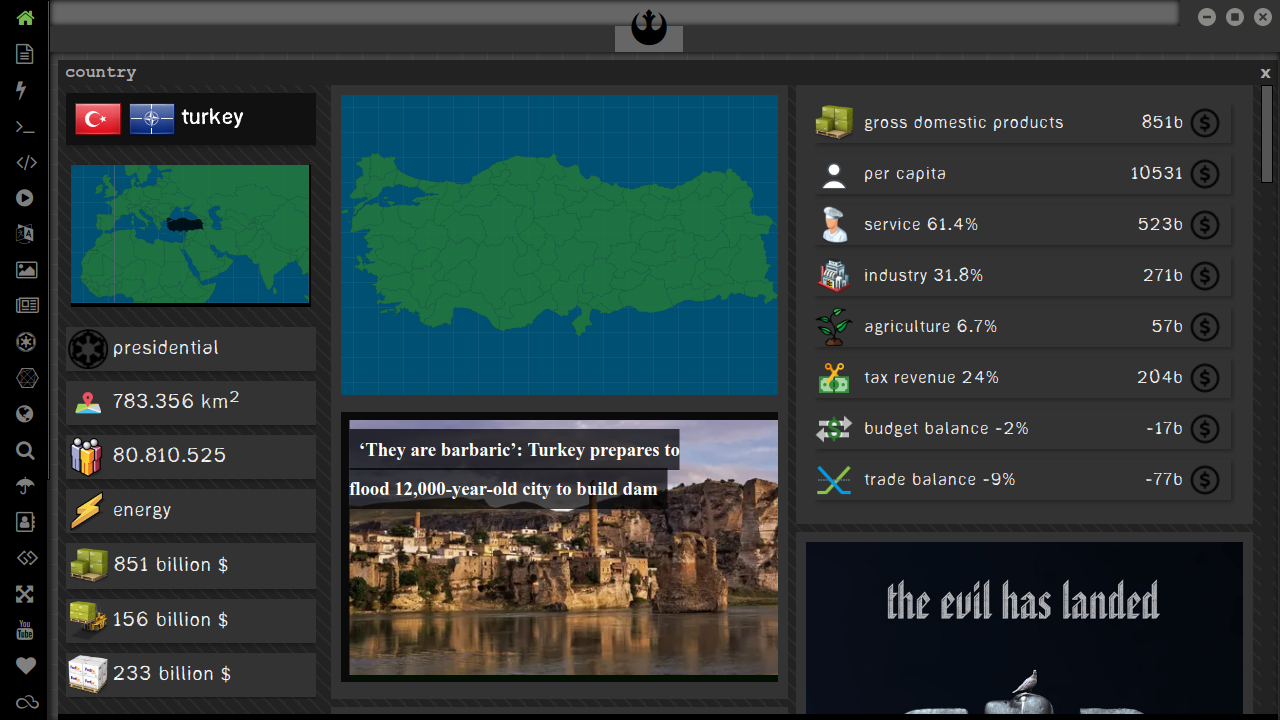 country
x
turkey
presidential
783.356 km²
80.810.525
energy
851 billion $
156 billion $
233 billion $
‘They are barbaric’: Turkey prepares to
flood 12,000-year-old city to build dam
gross domestic products 851b
per capita 10531
service 61.4% 523b
industry 31.8% 271b
agriculture 6.7% 57b
tax revenue 24% 204b
budget balance -2% -17b
trade balance -9% -77b
the evil has landed
You
Tube